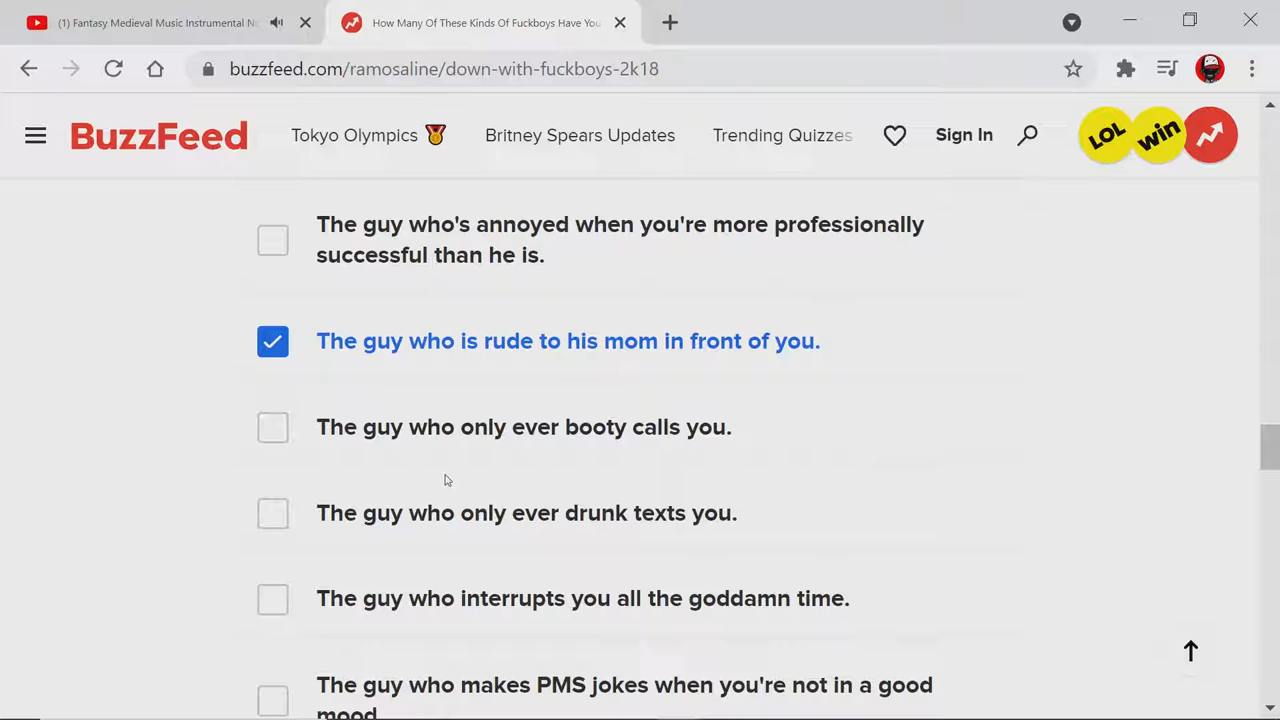 (1) Fantasy Medieval Music Instrumental No
How Many Of These Kinds Of Fuckboys Have You
buzzfeed.com/ramosaline/down-with-fuckboys-2k18
BuzzFeed
Tokyo Olympics
Britney Spears Updates
Trending Quizzes
Sign In
LOL
win
The guy who's annoyed when you're more professionally
successful than he is.
The guy who is rude to his mom in front of you.
The guy who only ever booty calls you.
The guy who only ever drunk texts you.
The guy who interrupts you all the goddamn time.
The guy who makes PMS jokes when you're not in a good
mood